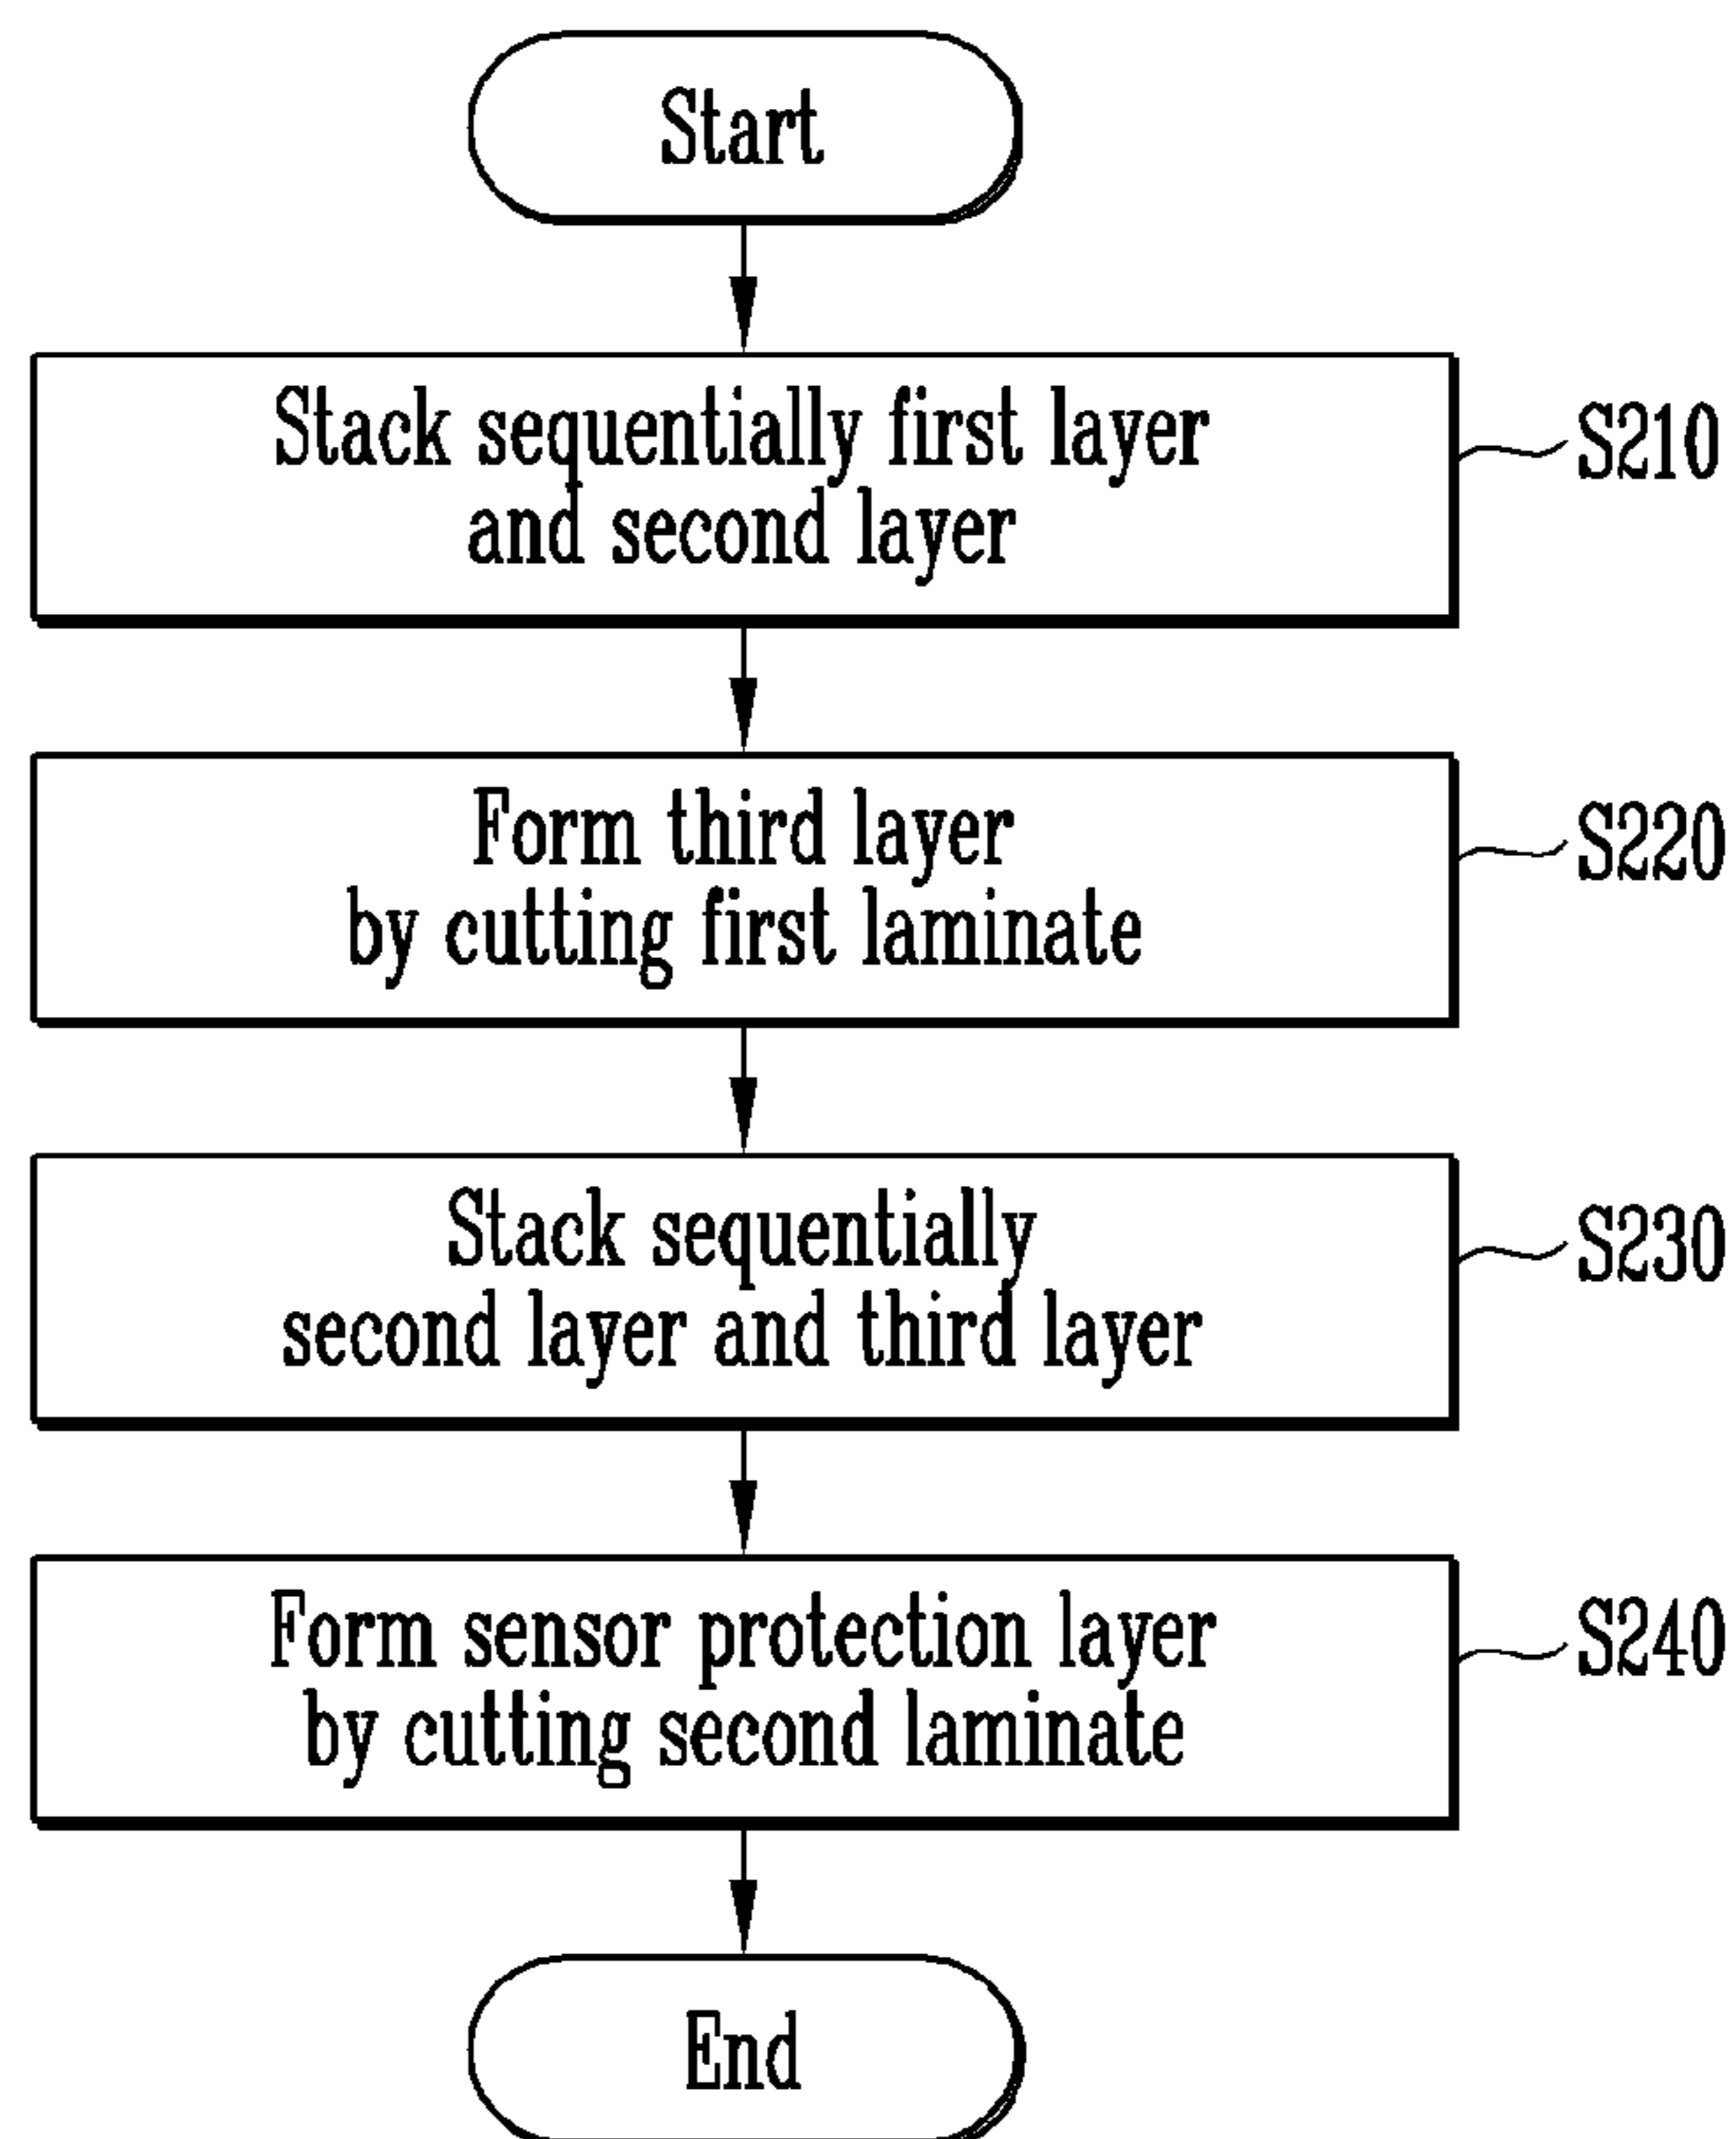 Start
Stack sequentially first layer
and second layer
S210
Form third layer
by cutting first laminate
S220
Stack sequentially
second layer and third layer
S230
Form sensor protection layer
by cutting second laminate
S240
End